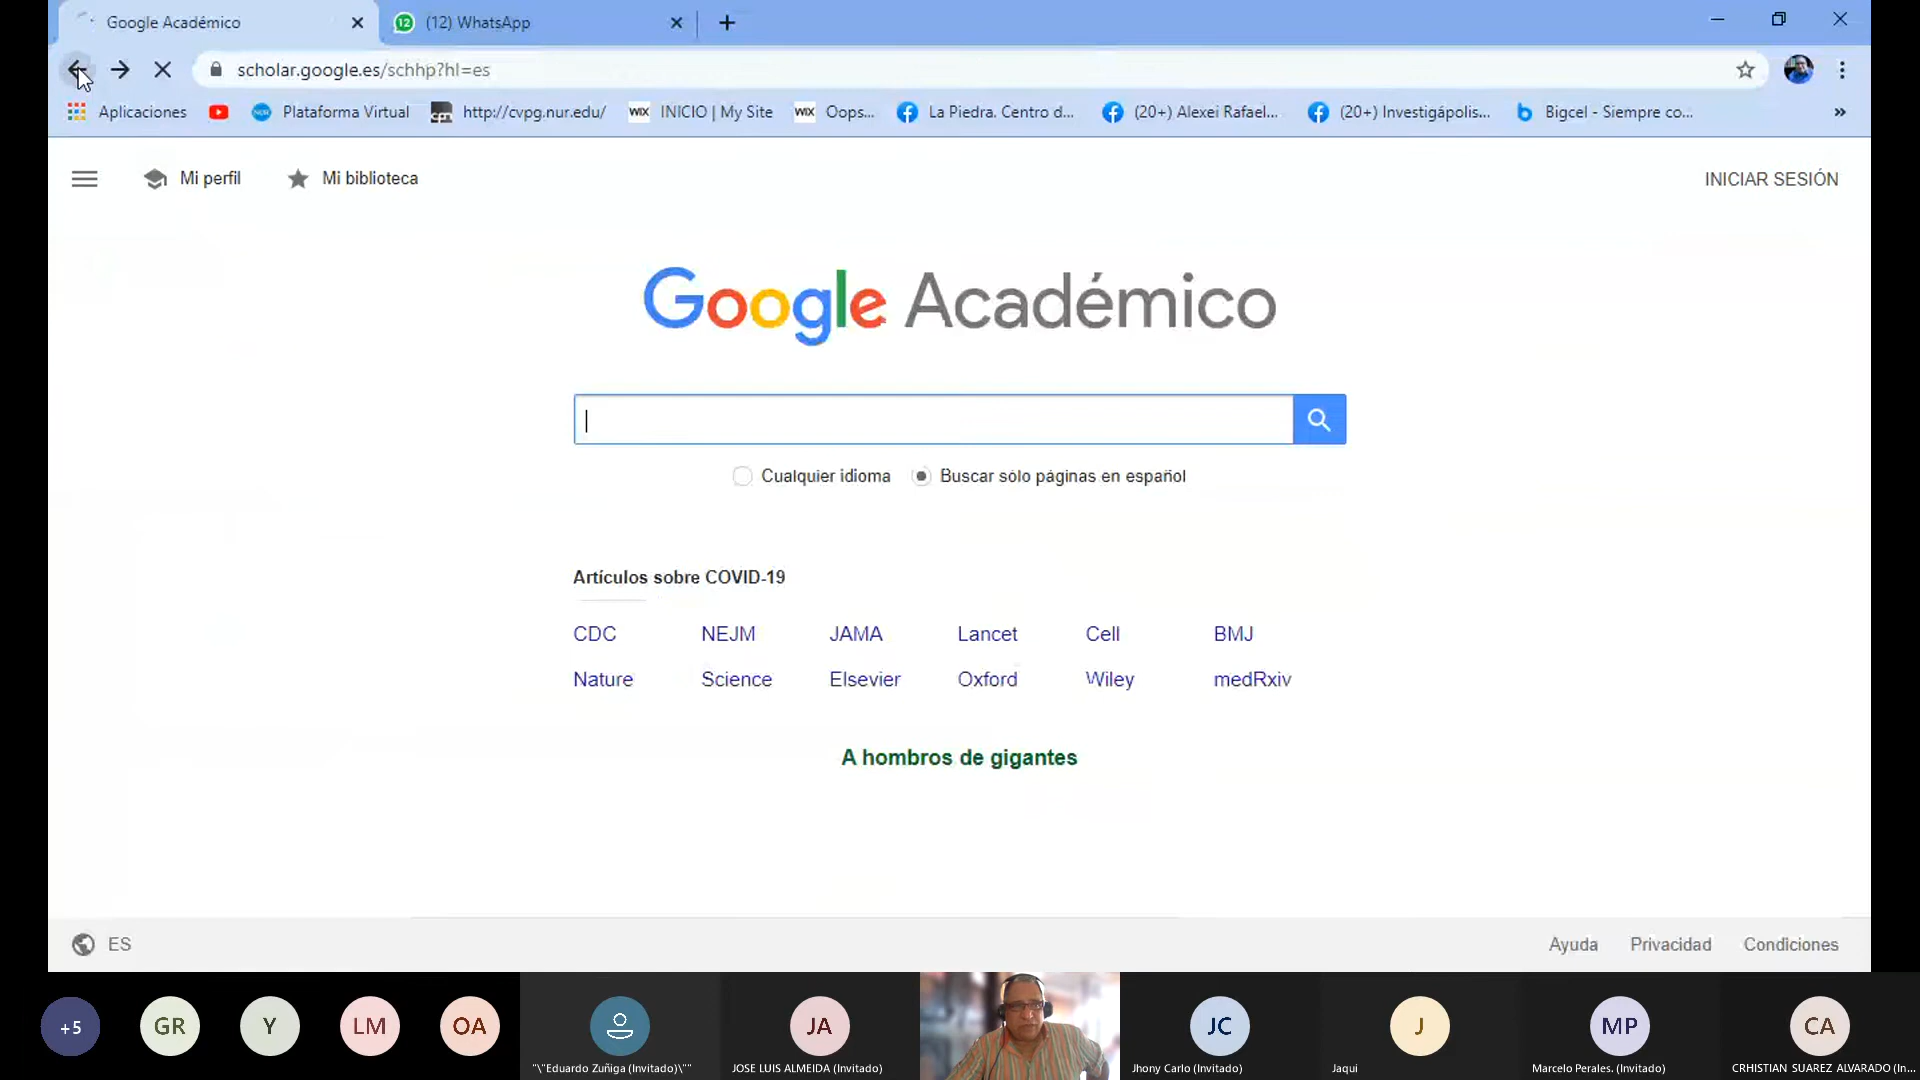 Google Académico
(12) WhatsApp
scholar.google.es/schhp?hl=es
Aplicaciones
Plataforma Virtual
http://cvpg.nur.edu/
WIX INICIO | My Site
WIX Oops...
La Piedra. Centro d...
(20+) Alexei Rafael...
(20+) Investigápolis...
Bigcel - Siempre co...
Mi perfil
Mi biblioteca
INICIAR SESIÓN
Google Académico
Cualquier idioma
Buscar sólo páginas en español
Artículos sobre COVID-19
CDC NEJM JAMA Lancet Cell BMJ
Nature Science Elsevier Oxford Wiley medRxiv
A hombros de gigantes
ES
Ayuda Privacidad Condiciones
+5 GR Y LM OA JA JC J MP CA
"\"Eduardo Zuñiga (Invitado)\""
JOSE LUIS ALMEIDA (Invitado)
Jhony Carlo (Invitado)
Jaqui
Marcelo Perales. (Invitado)
CRHISTIAN SUAREZ ALVARADO (In...